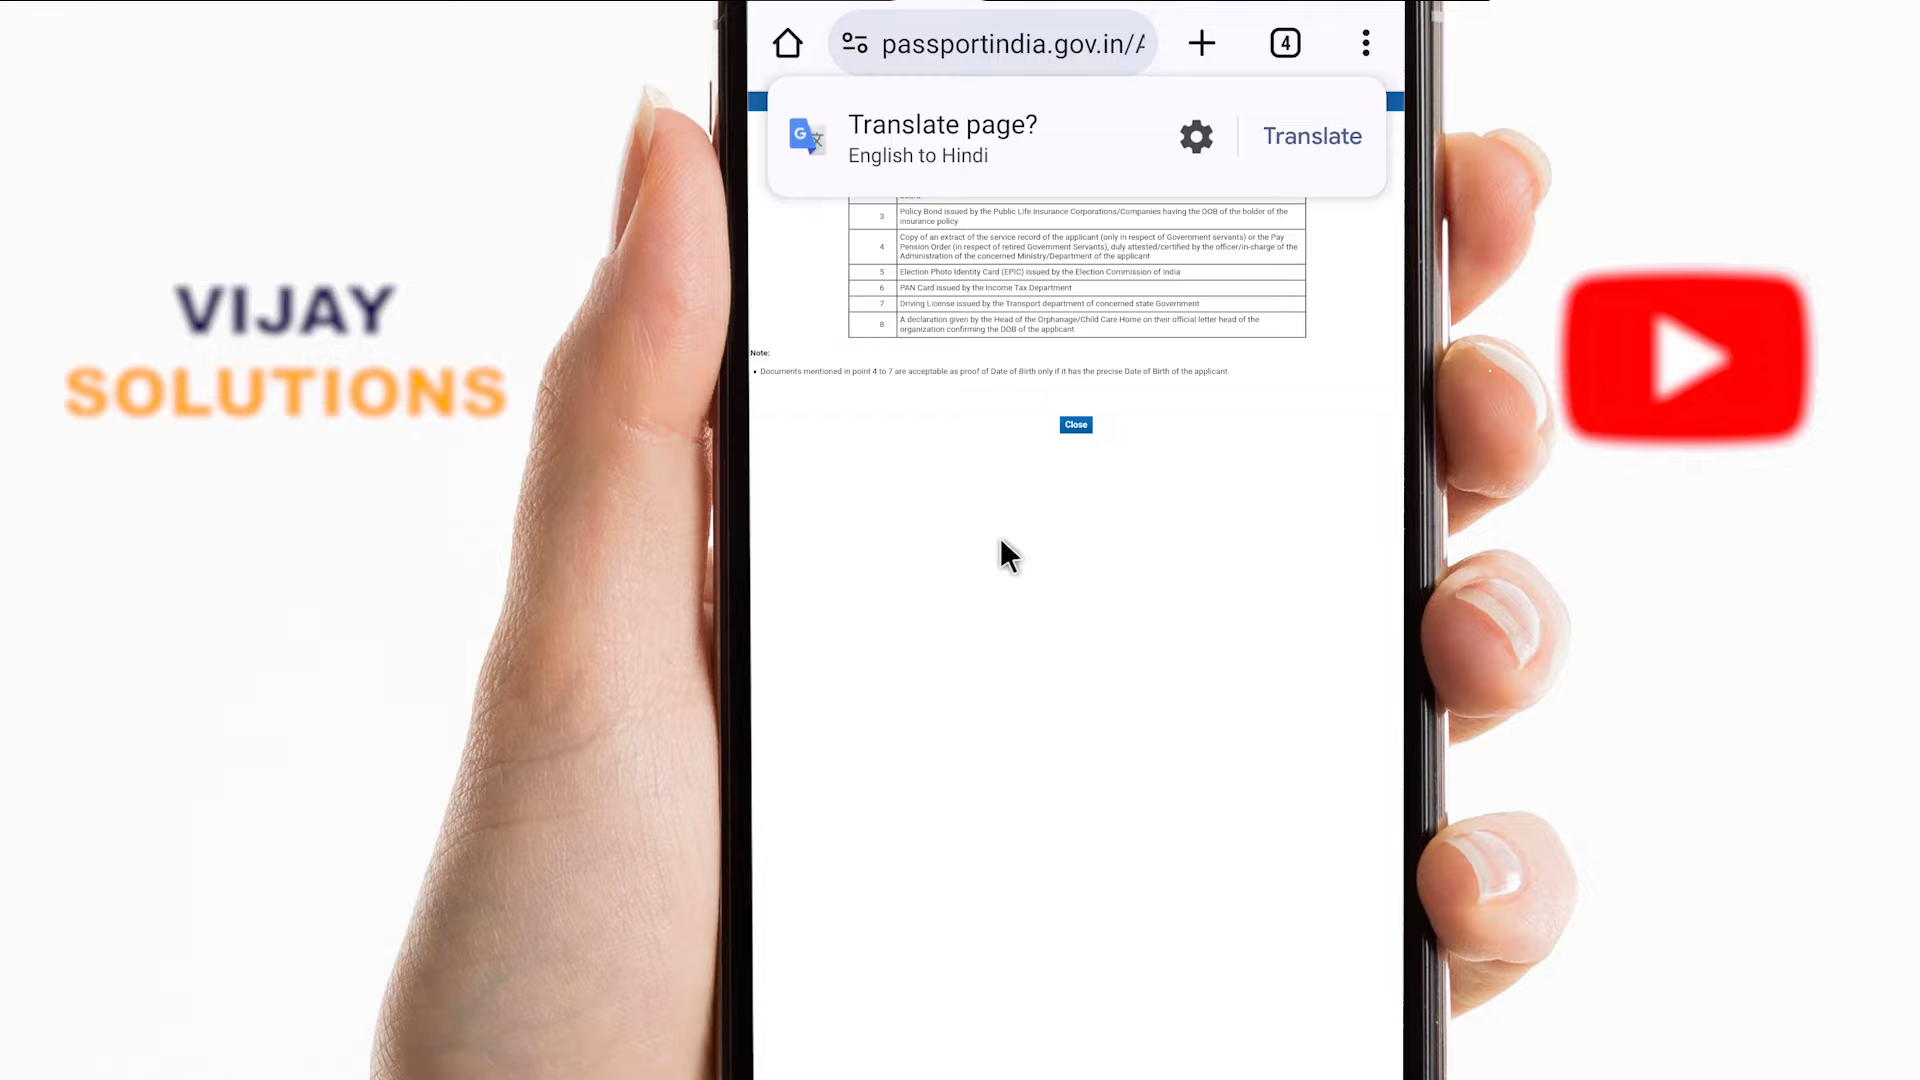 passportindia.gov.in/A
4
Translate page?
English to Hindi
Translate
VIJAY
SOLUTIONS
3
Policy Bond issued by the Public Life Insurance Corporations/Companies having the DOB of the holder of the
insurance policy
4
Copy of an extract of the service record of the applicant (only in respect of Government servants) or the Pay
Pension Order (in respect of retired Government Servants), duly attested/certified by the officer/in-charge of the
Administration of the concerned Ministry/Department of the applicant
5
Election Photo Identity Card (EPIC) issued by the Election Commission of India
6
PAN Card issued by the Income Tax Department
7
Driving License issued by the Transport department of concerned state Government
8
A declaration given by the Head of the Orphanage/Child Care Home on their official letter head of the
organization confirming the DOB of the applicant
Note:
• Documents mentioned in point 4 to 7 are acceptable as proof of Date of Birth only if it has the precise Date of Birth of the applicant.
Close